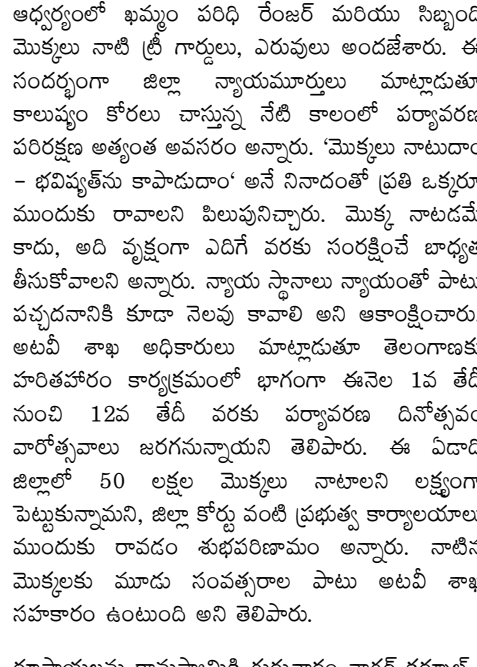 ఆధ్వర్యంలో ఖమ్మం పరిధి రేంజర్ మరియు సిబ్బంది
మొక్కలు నాటి ట్రీ గార్డులు, ఎరువులు అందజేశారు. ఈ
సందర్భంగా జిల్లా న్యాయమూర్తులు మాట్లాడుతూ
కాలుష్యం కోరలు చాస్తున్న నేటి కాలంలో పర్యావరణ
పరిరక్షణ అత్యంత అవసరం అన్నారు. ‘మొక్కలు నాటుదాం
- భవిష్యత్‌ను కాపాడుదాం‘ అనే నినాదంతో ప్రతి ఒక్కరూ
ముందుకు రావాలని పిలుపునిచ్చారు. మొక్క నాటడమే
కాదు, అది వృక్షంగా ఎదిగే వరకు సంరక్షించే బాధ్యత
తీసుకోవాలని అన్నారు. న్యాయ స్థానాలు న్యాయంతో పాటు
పచ్చదనానికి కూడా నెలవు కావాలి అని ఆకాంక్షించారు.
అటవీ శాఖ అధికారులు మాట్లాడుతూ తెలంగాణకు
హరితహారం కార్యక్రమంలో భాగంగా ఈనెల 1వ తేదీ
నుంచి 12వ తేదీ వరకు పర్యావరణ దినోత్సవం
వారోత్సవాలు జరగనున్నాయని తెలిపారు. ఈ ఏడాది
జిల్లాలో 50 లక్షల మొక్కలు నాటాలని లక్ష్యంగా
పెట్టుకున్నామని, జిల్లా కోర్టు వంటి ప్రభుత్వ కార్యాలయాలు
ముందుకు రావడం శుభపరిణామం అన్నారు. నాటిన
మొక్కలకు మూడు సంవత్సరాల పాటు అటవీ శాఖ
సహకారం ఉంటుంది అని తెలిపారు.